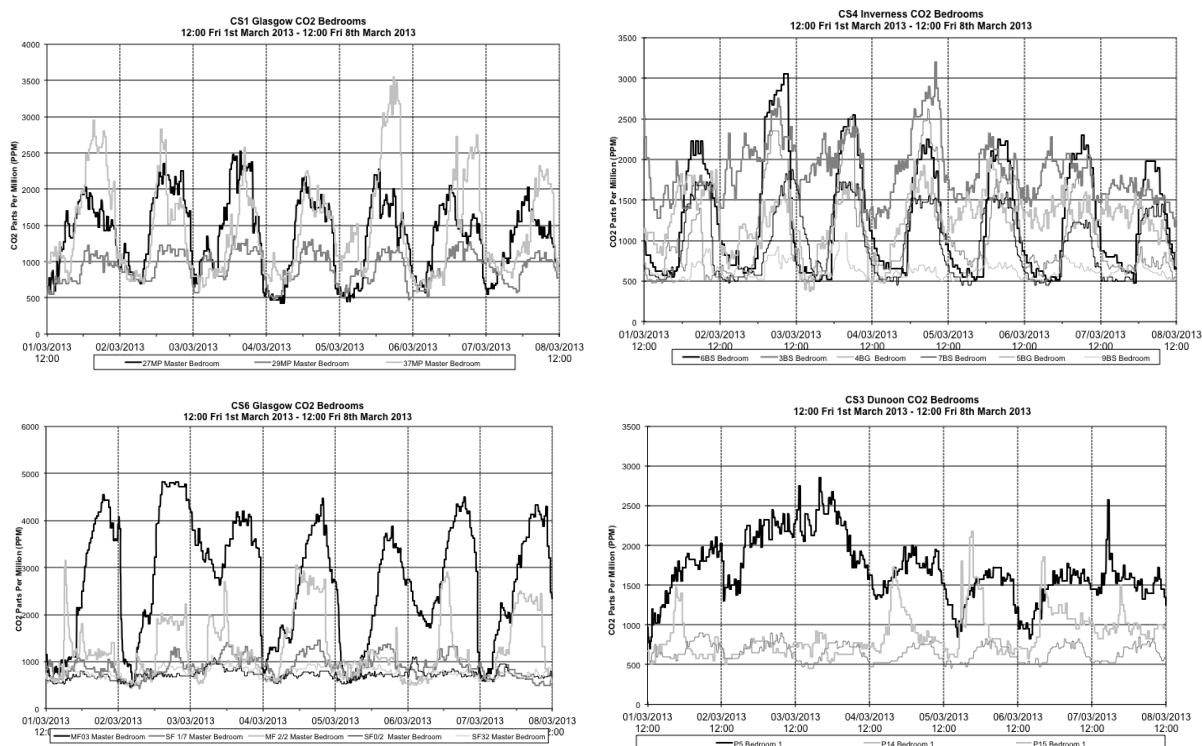 CS1 Glasgow CO2 Bedrooms
12:00 Fri 1st March 2013 - 12:00 Fri 8th March 2013
CO2 Parts Per Million (PPM)
4000
3500
3000
2500
2000
1500
1000
500
0
01/03/2013 02/03/2013 03/03/2013 04/03/2013 05/03/2013 06/03/2013 07/03/2013 08/03/2013
12:00 12:00 12:00 12:00 12:00 12:00 12:00 12:00
27MP Master Bedroom 29MP Master Bedroom 37MP Master Bedroom
CS4 Inverness CO2 Bedrooms
12:00 Fri 1st March 2013 - 12:00 Fri 8th March 2013
CO2 Parts Per Million (PPM)
3500
3000
2500
2000
1500
1000
500
0
01/03/2013 02/03/2013 03/03/2013 04/03/2013 05/03/2013 06/03/2013 07/03/2013 08/03/2013
12:00 12:00 12:00 12:00 12:00 12:00 12:00 12:00
6BS Bedroom 3BS Bedroom 4BG Bedroom 7BS Bedroom 5BG Bedroom 9BS Bedroom
CS6 Glasgow CO2 Bedrooms
12:00 Fri 1st March 2013 - 12:00 Fri 8th March 2013
CO2 Parts Per Million (PPM)
6000
5000
4000
3000
2000
1000
0
01/03/2013 02/03/2013 03/03/2013 04/03/2013 05/03/2013 06/03/2013 07/03/2013 08/03/2013
MF03 Master Bedroom SF 1/7 Master Bedroom MF 2/2 Master Bedroom SF0/2 Master Bedroom SF32 Master Bedroom
CS3 Dunoon CO2 Bedrooms
12:00 Fri 1st March 2013 - 12:00 Fri 8th March 2013
CO2 Parts Per Million (PPM)
3500
3000
2500
2000
1500
1000
500
0
01/03/2013 02/03/2013 03/03/2013 04/03/2013 05/03/2013 06/03/2013 07/03/2013 08/03/2013
12:00 12:00 12:00 12:00 12:00 12:00 12:00 12:00
P5 Bedroom 1 P14 Bedroom 1 P15 Bedroom 1